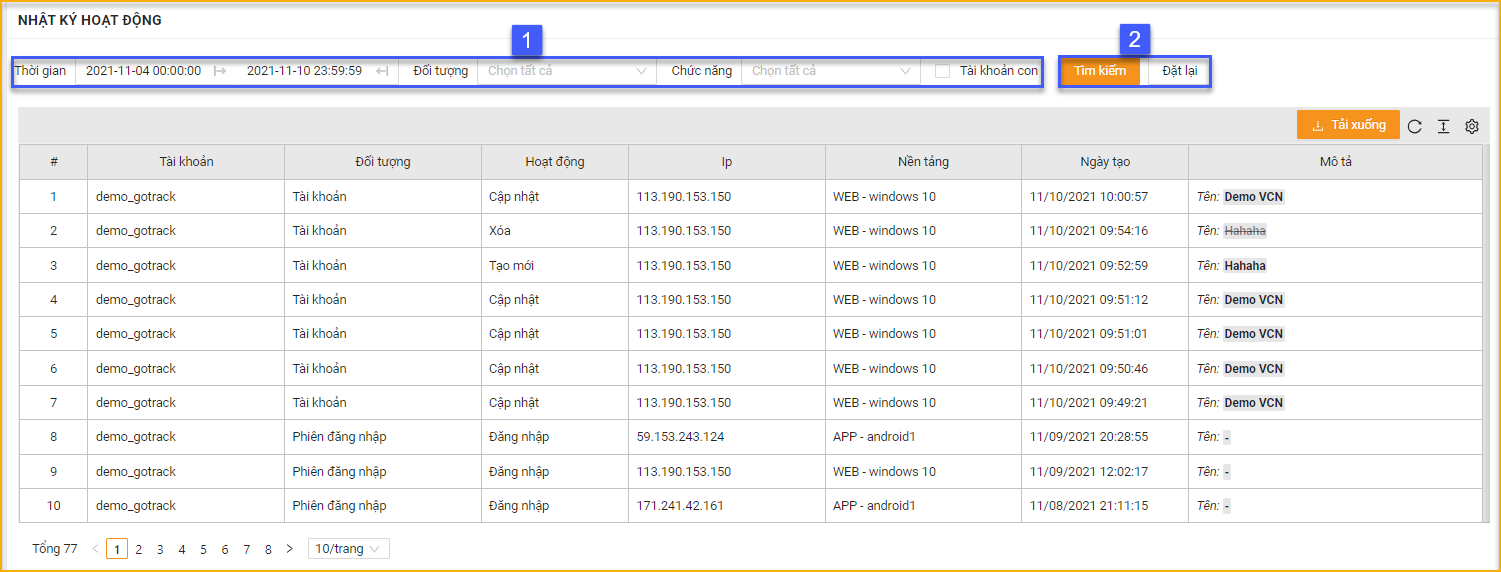 NHẬT KÝ HOẠT ĐỘNG
1 2
Thời gian 2021-11-04 00:00:00 2021-11-10 23:59:59 Đối tượng Chọn tất cả Chức năng Chọn tất cả Tài khoản con Tìm kiếm Đặt lại
Tải xuống
# Tài khoản Đối tượng Hoạt động Ip Nền tảng Ngày tạo Mô tả
1 demo_gotrack Tài khoản Cập nhật 113.190.153.150 WEB - windows 10 11/10/2021 10:00:57 Tên: Demo VCN
2 demo_gotrack Tài khoản Xóa 113.190.153.150 WEB - windows 10 11/10/2021 09:54:16 Tên: Hahaha
3 demo_gotrack Tài khoản Tạo mới 113.190.153.150 WEB - windows 10 11/10/2021 09:52:59 Tên: Hahaha
4 demo_gotrack Tài khoản Cập nhật 113.190.153.150 WEB - windows 10 11/10/2021 09:51:12 Tên: Demo VCN
5 demo_gotrack Tài khoản Cập nhật 113.190.153.150 WEB - windows 10 11/10/2021 09:51:01 Tên: Demo VCN
6 demo_gotrack Tài khoản Cập nhật 113.190.153.150 WEB - windows 10 11/10/2021 09:50:46 Tên: Demo VCN
7 demo_gotrack Tài khoản Cập nhật 113.190.153.150 WEB - windows 10 11/10/2021 09:49:21 Tên: Demo VCN
8 demo_gotrack Phiên đăng nhập Đăng nhập 59.153.243.124 APP - android1 11/09/2021 20:28:55 Tên: -
9 demo_gotrack Phiên đăng nhập Đăng nhập 113.190.153.150 WEB - windows 10 11/09/2021 12:02:17 Tên: -
10 demo_gotrack Phiên đăng nhập Đăng nhập 171.241.42.161 APP - android1 11/08/2021 21:11:15 Tên: -
Tổng 77 < 1 2 3 4 5 6 7 8 > 10/trang